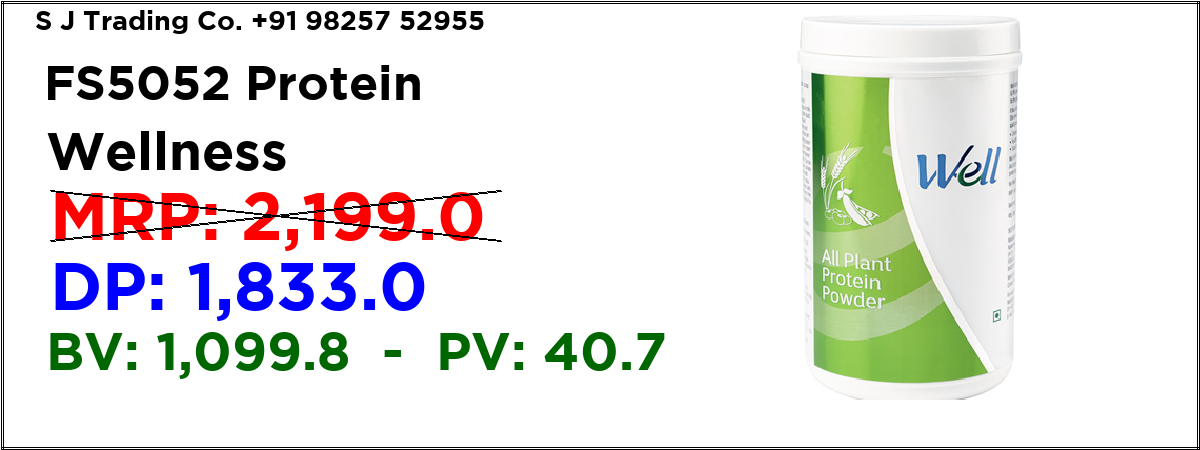 S J Trading Co. +91 98257 52955
FS5052 Protein
Wellness
MRP: 2,199.0
DP: 1,833.0
BV: 1,099.8 - PV: 40.7
Well
All Plant
Protein
Powder